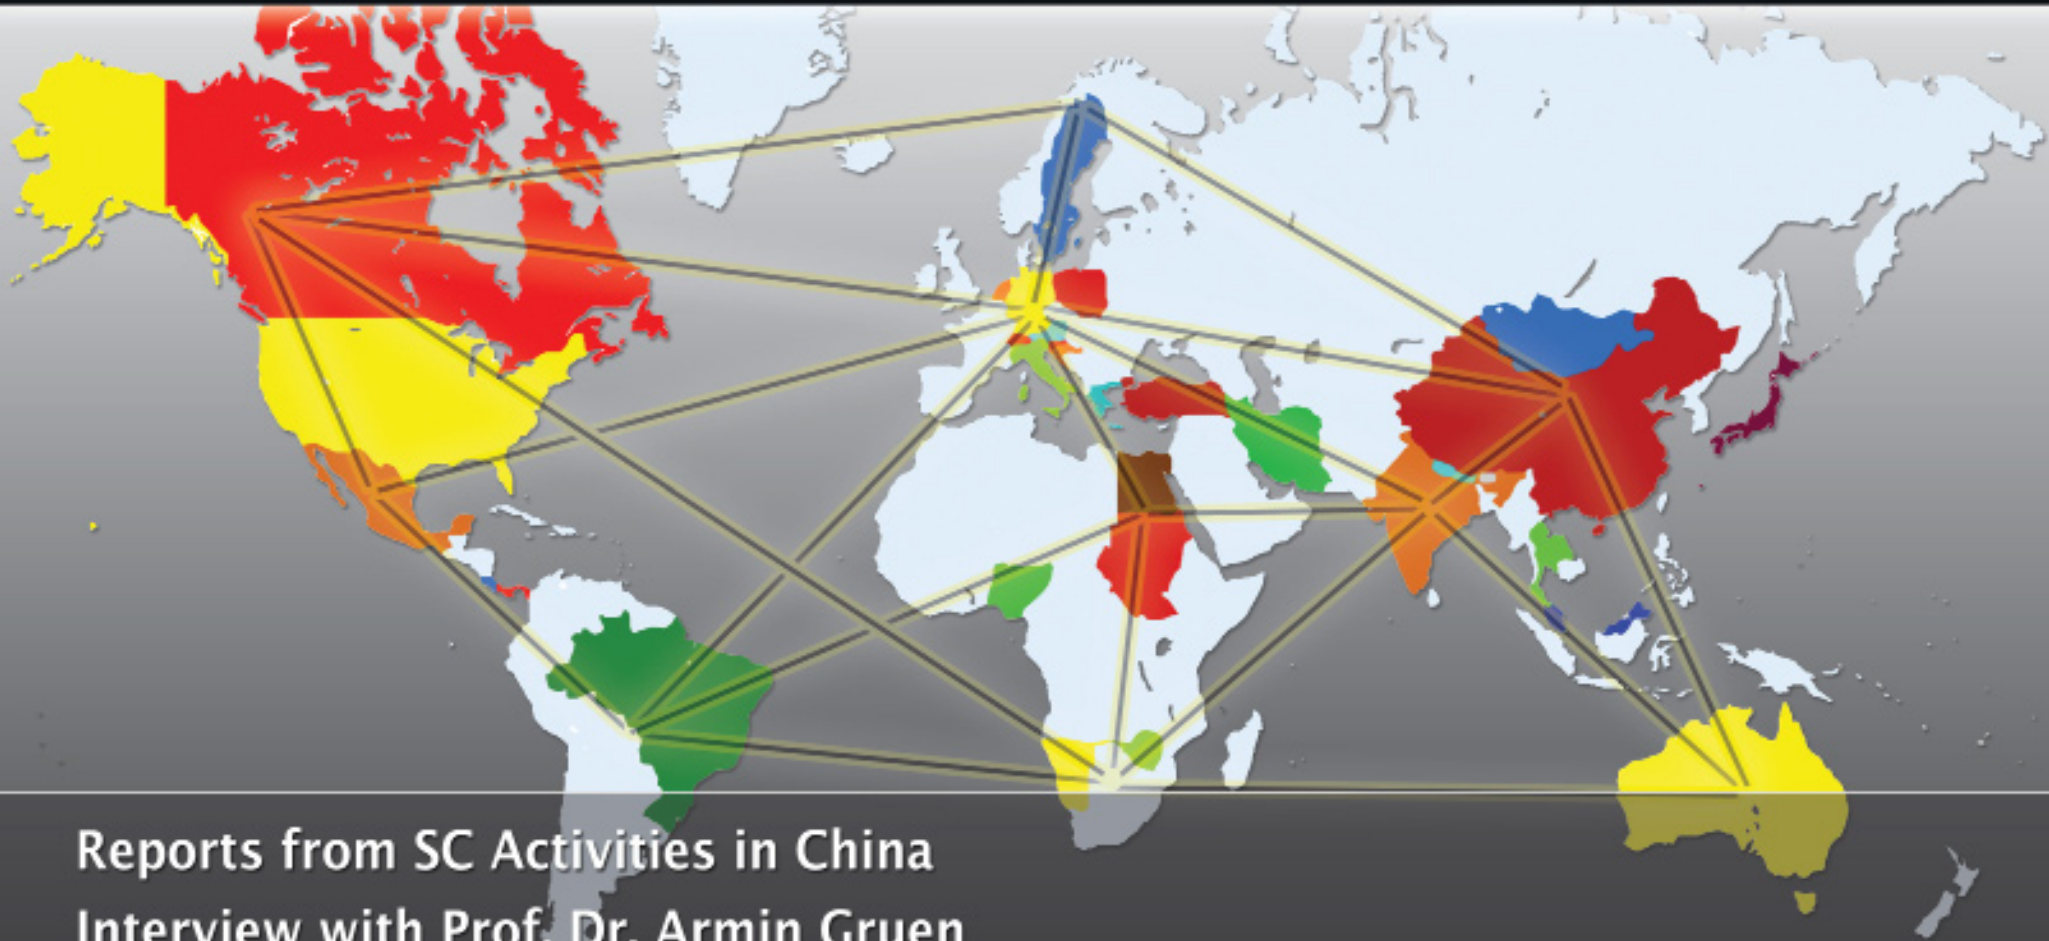 Reports from SC Activities in China
Interview with Prof. Dr. Armin Gruen